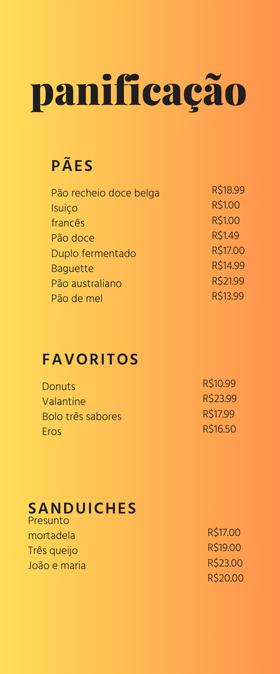 panificação
PÃES
Pão recheio doce belga R$18.99
Isuiço R$1.00
francês R$1.00
Pão doce R$1.49
Duplo fermentado R$17.00
Baguette R$14.99
Pão australiano R$21.99
Pão de mel R$13.99
FAVORITOS
Donuts R$10.99
Valantine R$23.99
Bolo três sabores R$17.99
Eros R$16.50
SANDUICHES
Presunto
mortadela R$17.00
Três queijo R$19.00
João e maria R$23.00
R$20.00